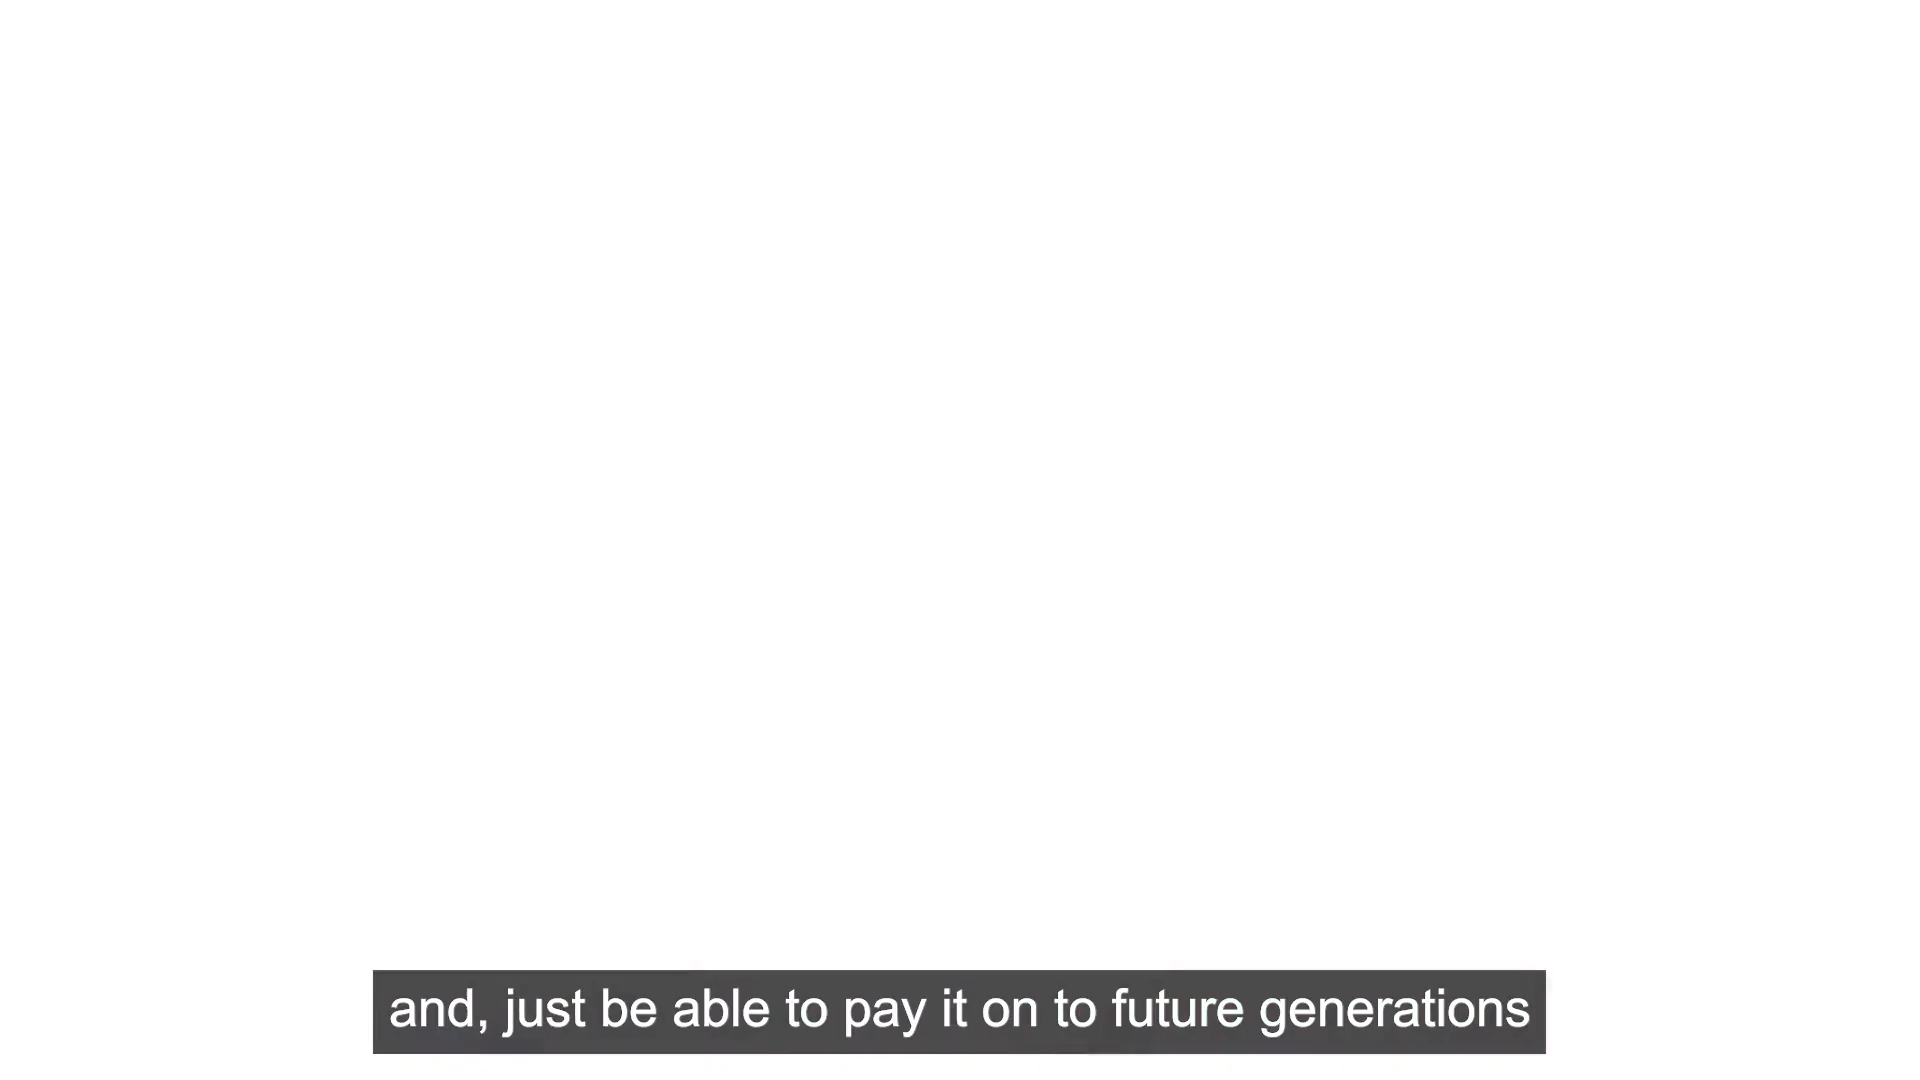 and, just be able to pay it on to future generations